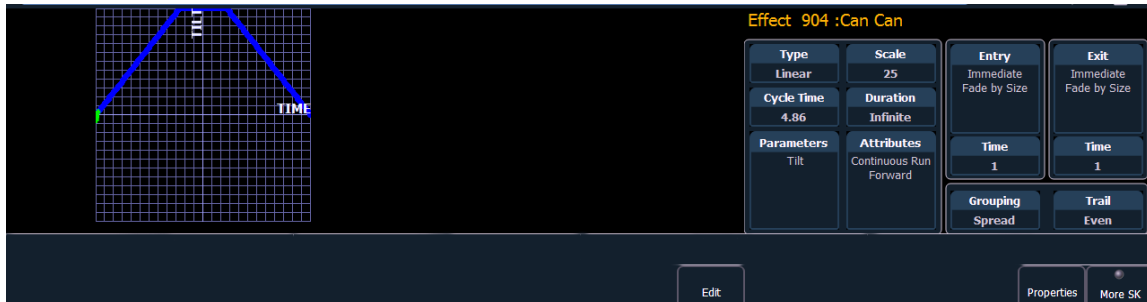 Effect 904 :Can Can
TILT
TIME
Type
Linear
Scale
25
Cycle Time
4.86
Duration
Infinite
Parameters
Tilt
Attributes
Continuous Run
Forward
Entry
Immediate
Fade by Size
Time
1
Exit
Immediate
Fade by Size
Time
1
Grouping
Spread
Trail
Even
Edit
Properties
More SK